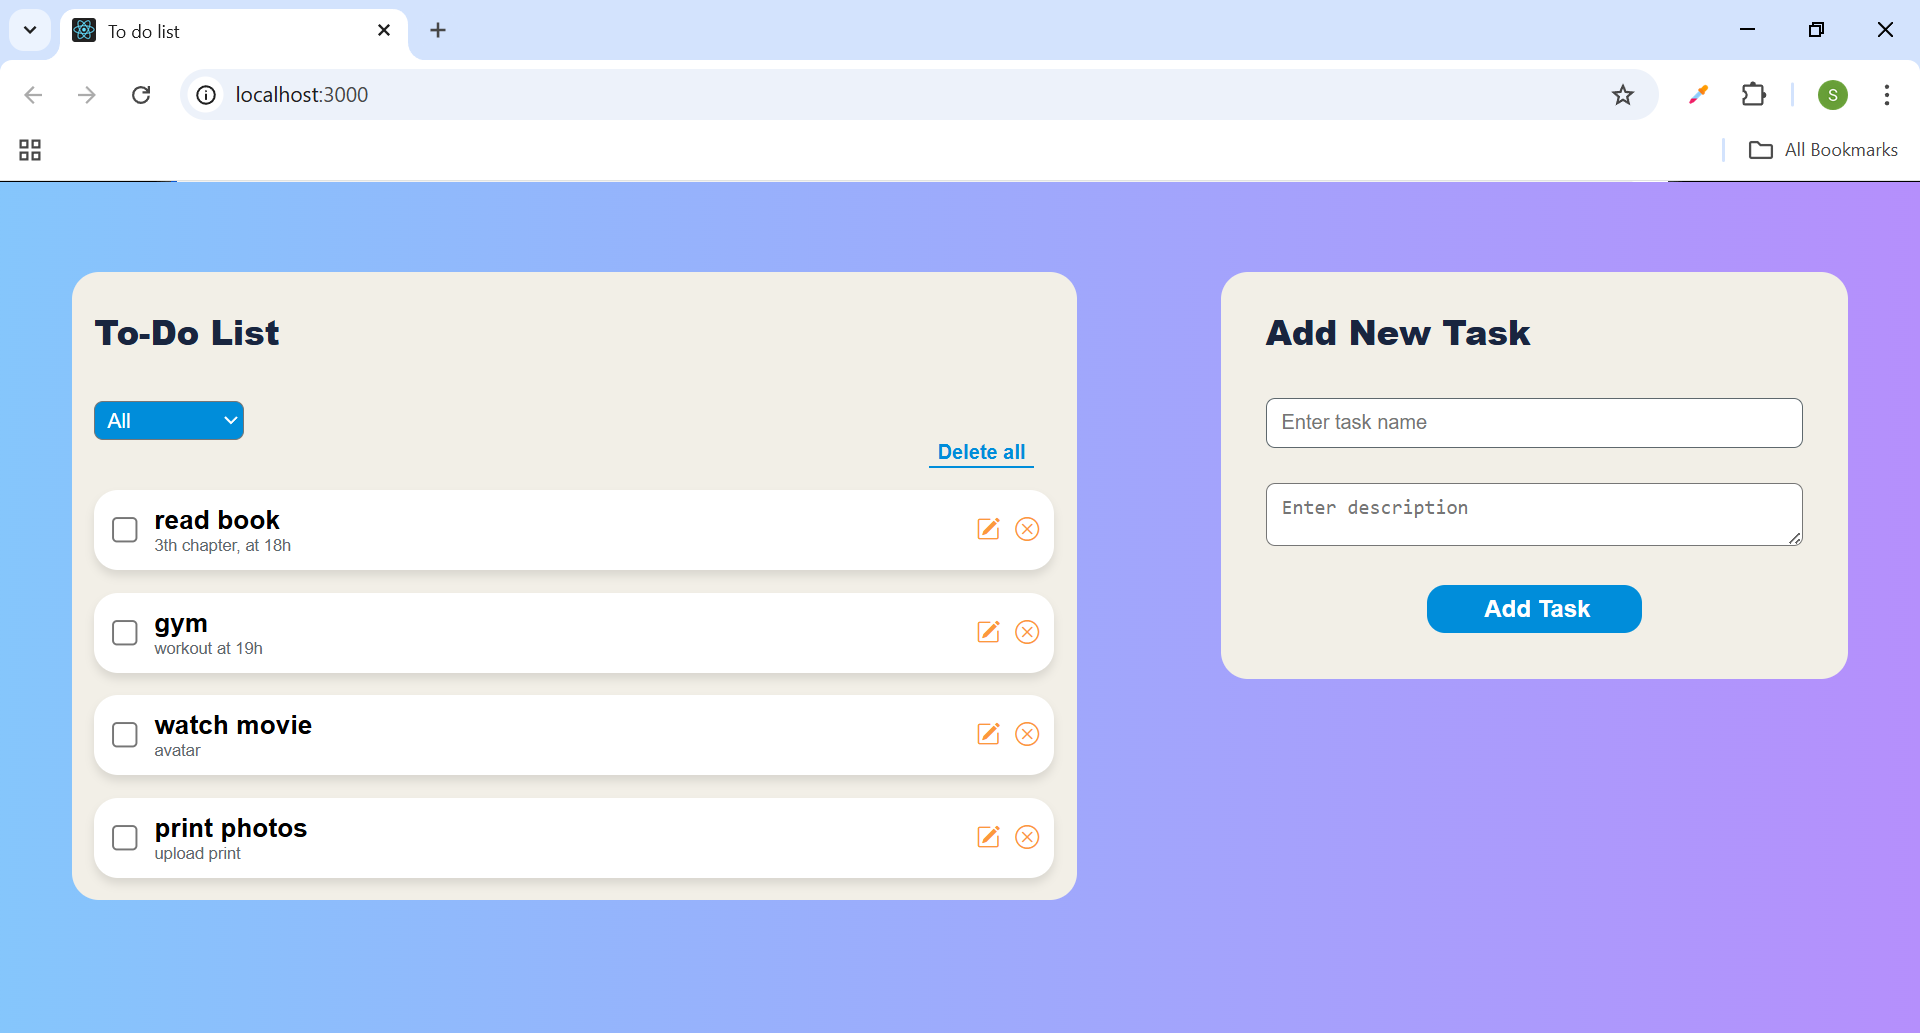 To do list
localhost:3000
S
All Bookmarks
To-Do List
All
Delete all
read book
3th chapter, at 18h
gym
workout at 19h
watch movie
avatar
print photos
upload print
Add New Task
Enter task name
Enter description
Add Task